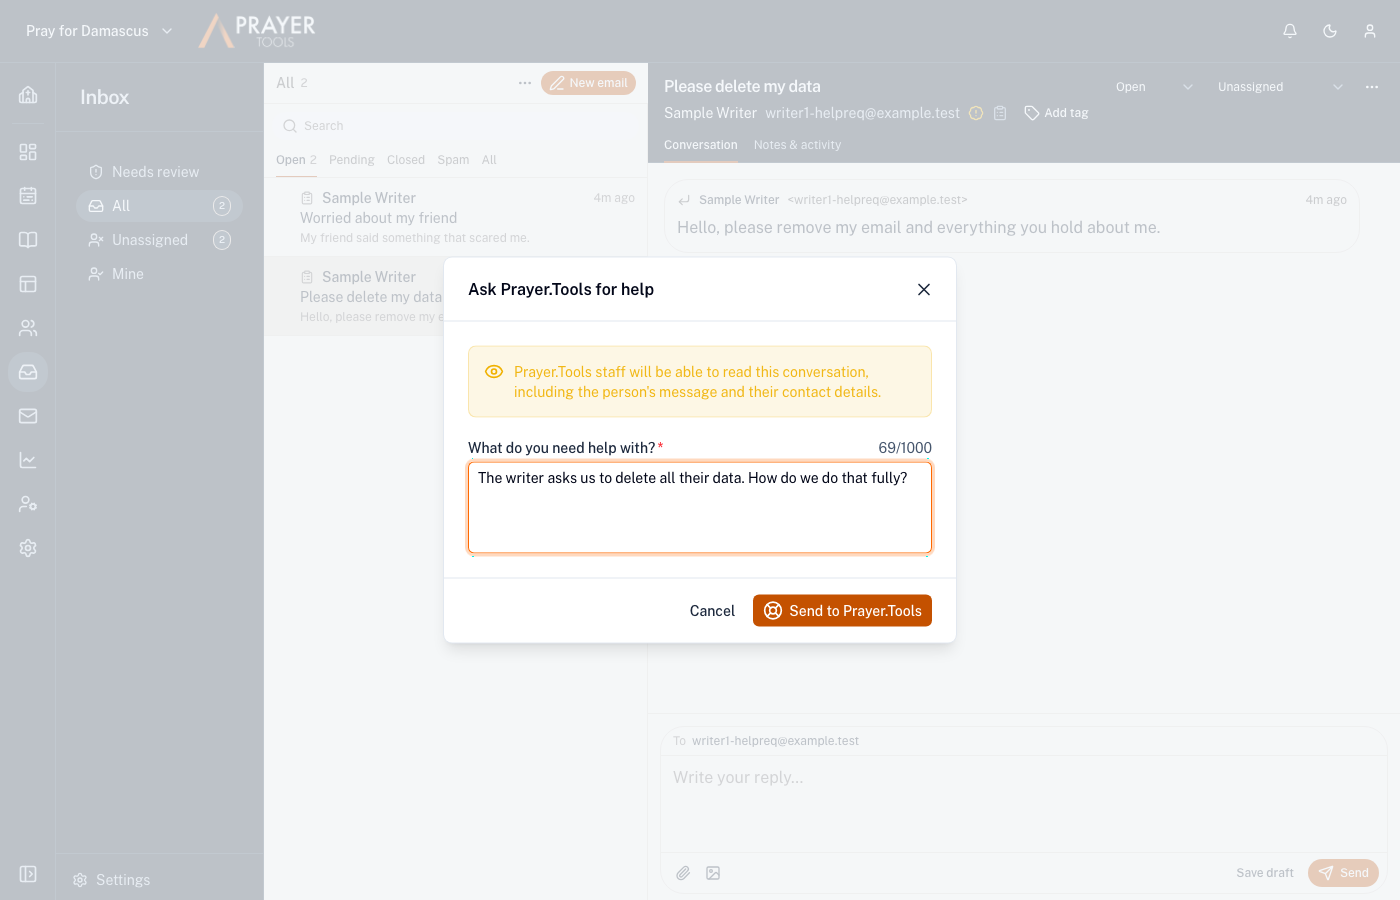 Pray for Damascus
PRAYER
TOOLS
Inbox
Needs review
All 2
Unassigned 2
Mine
Settings
All 2
New email
Search
Open 2 Pending Closed Spam All
Sample Writer 4m ago
Worried about my friend
My friend said something that scared me.
Sample Writer
Please delete my data
Hello, please remove my e
Please delete my data
Open
Unassigned
Sample Writer writer1-helpreq@example.test
Add tag
Conversation Notes & activity
Sample Writer <writer1-helpreq@example.test> 4m ago
Hello, please remove my email and everything you hold about me.
Ask Prayer.Tools for help
Prayer.Tools staff will be able to read this conversation,
including the person's message and their contact details.
What do you need help with?* 69/1000
The writer asks us to delete all their data. How do we do that fully?
Cancel
Send to Prayer.Tools
To writer1-helpreq@example.test
Write your reply...
Save draft
Send